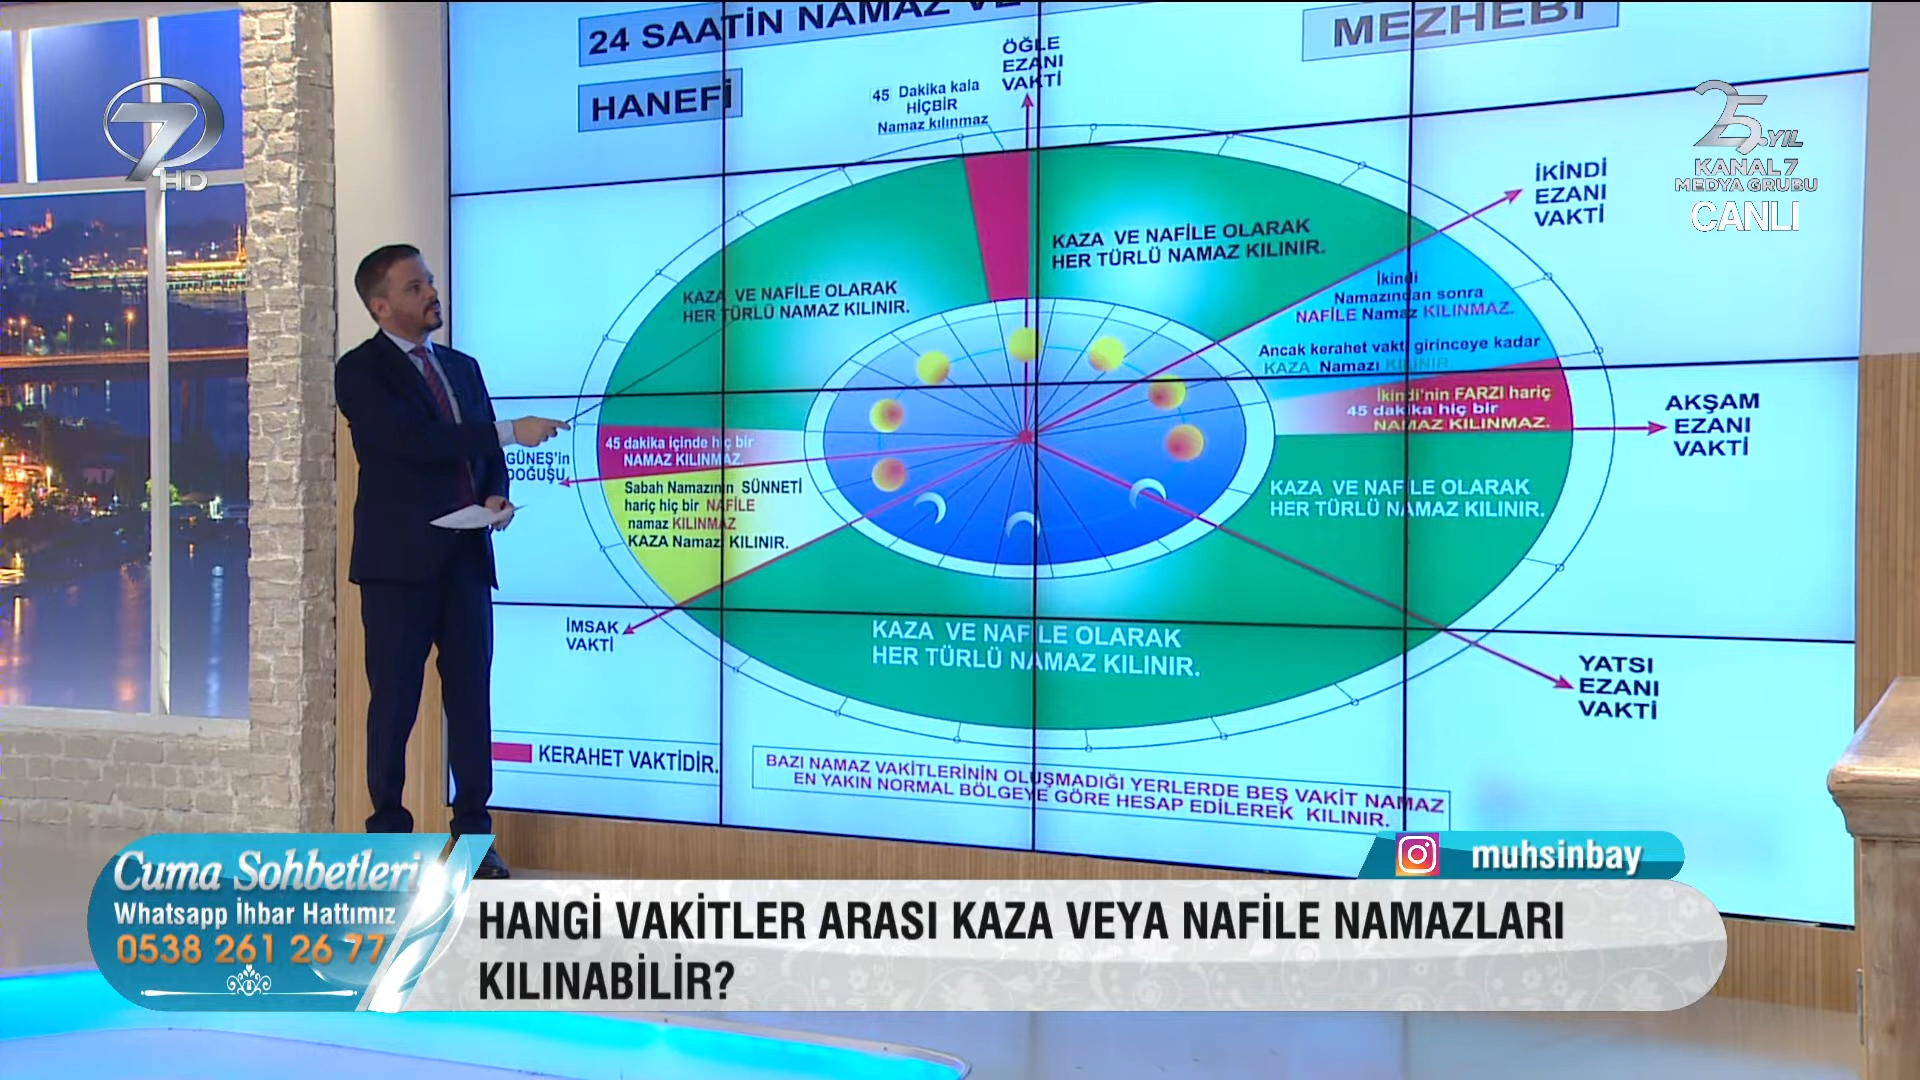 24 SAATİN NAMAZ
MEZHEBİ
HANEFİ
7
HD
25.YIL
KANAL 7
MEDYA GRUBU
CANLI
ÖĞLE
EZANI
VAKTİ
45 Dakika kala
HİÇBİR
Namaz kılınmaz
İKİNDİ
EZANI
VAKTİ
KAZA VE NAFİLE OLARAK
HER TÜRLÜ NAMAZ KILINIR.
KAZA VE NAFİLE OLARAK
HER TÜRLÜ NAMAZ KILINIR.
İkindi
Namazından sonra
NAFİLE Namaz KILINMAZ.
Ancak kerahet vakti girinceye kadar
KAZA Namazı KILINIR.
İkindi'nin FARZI hariç
45 dakika hiç bir
NAMAZ KILINMAZ.
AKŞAM
EZANI
VAKTİ
45 dakika içinde hiç bir
NAMAZ KILINMAZ.
GÜNEŞ'in
DOĞUŞU
Sabah Namazının SÜNNETİ
hariç hiç bir NAFİLE
namaz KILINMAZ
KAZA Namazı KILINIR.
KAZA VE NAFİLE OLARAK
HER TÜRLÜ NAMAZ KILINIR.
İMSAK
VAKTİ
KAZA VE NAFİLE OLARAK
HER TÜRLÜ NAMAZ KILINIR.
YATSI
EZANI
VAKTİ
KERAHET VAKTİDİR.
BAZI NAMAZ VAKİTLERİNİN OLUŞMADIĞI YERLERDE BEŞ VAKİT NAMAZ
EN YAKIN NORMAL BÖLGEYE GÖRE HESAP EDİLEREK KILINIR.
muhsinbay
Cuma Sohbetleri
Whatsapp İhbar Hattımız
0538 261 26 77
HANGİ VAKİTLER ARASI KAZA VEYA NAFİLE NAMAZLARI
KILINABİLİR?